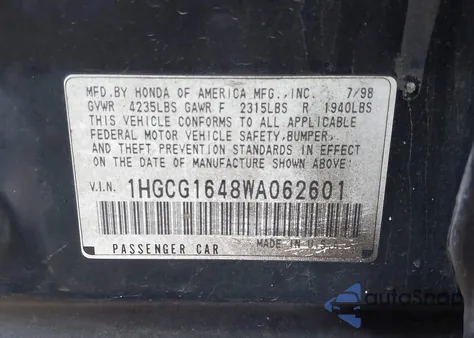 MFD. BY HONDA OF AMERICA MFG., INC. 7/98
GVWR 4235LBS GAWR F 2315LBS R 1940LBS
THIS VEHICLE CONFORMS TO ALL APPLICABLE
FEDERAL MOTOR VEHICLE SAFETY, BUMPER,
AND THEFT PREVENTION STANDARDS IN EFFECT
ON THE DATE OF MANUFACTURE SHOWN ABOVE.
V.I.N. 1HGCG1648WA062601
PASSENGER CAR MADE IN
autoSnap